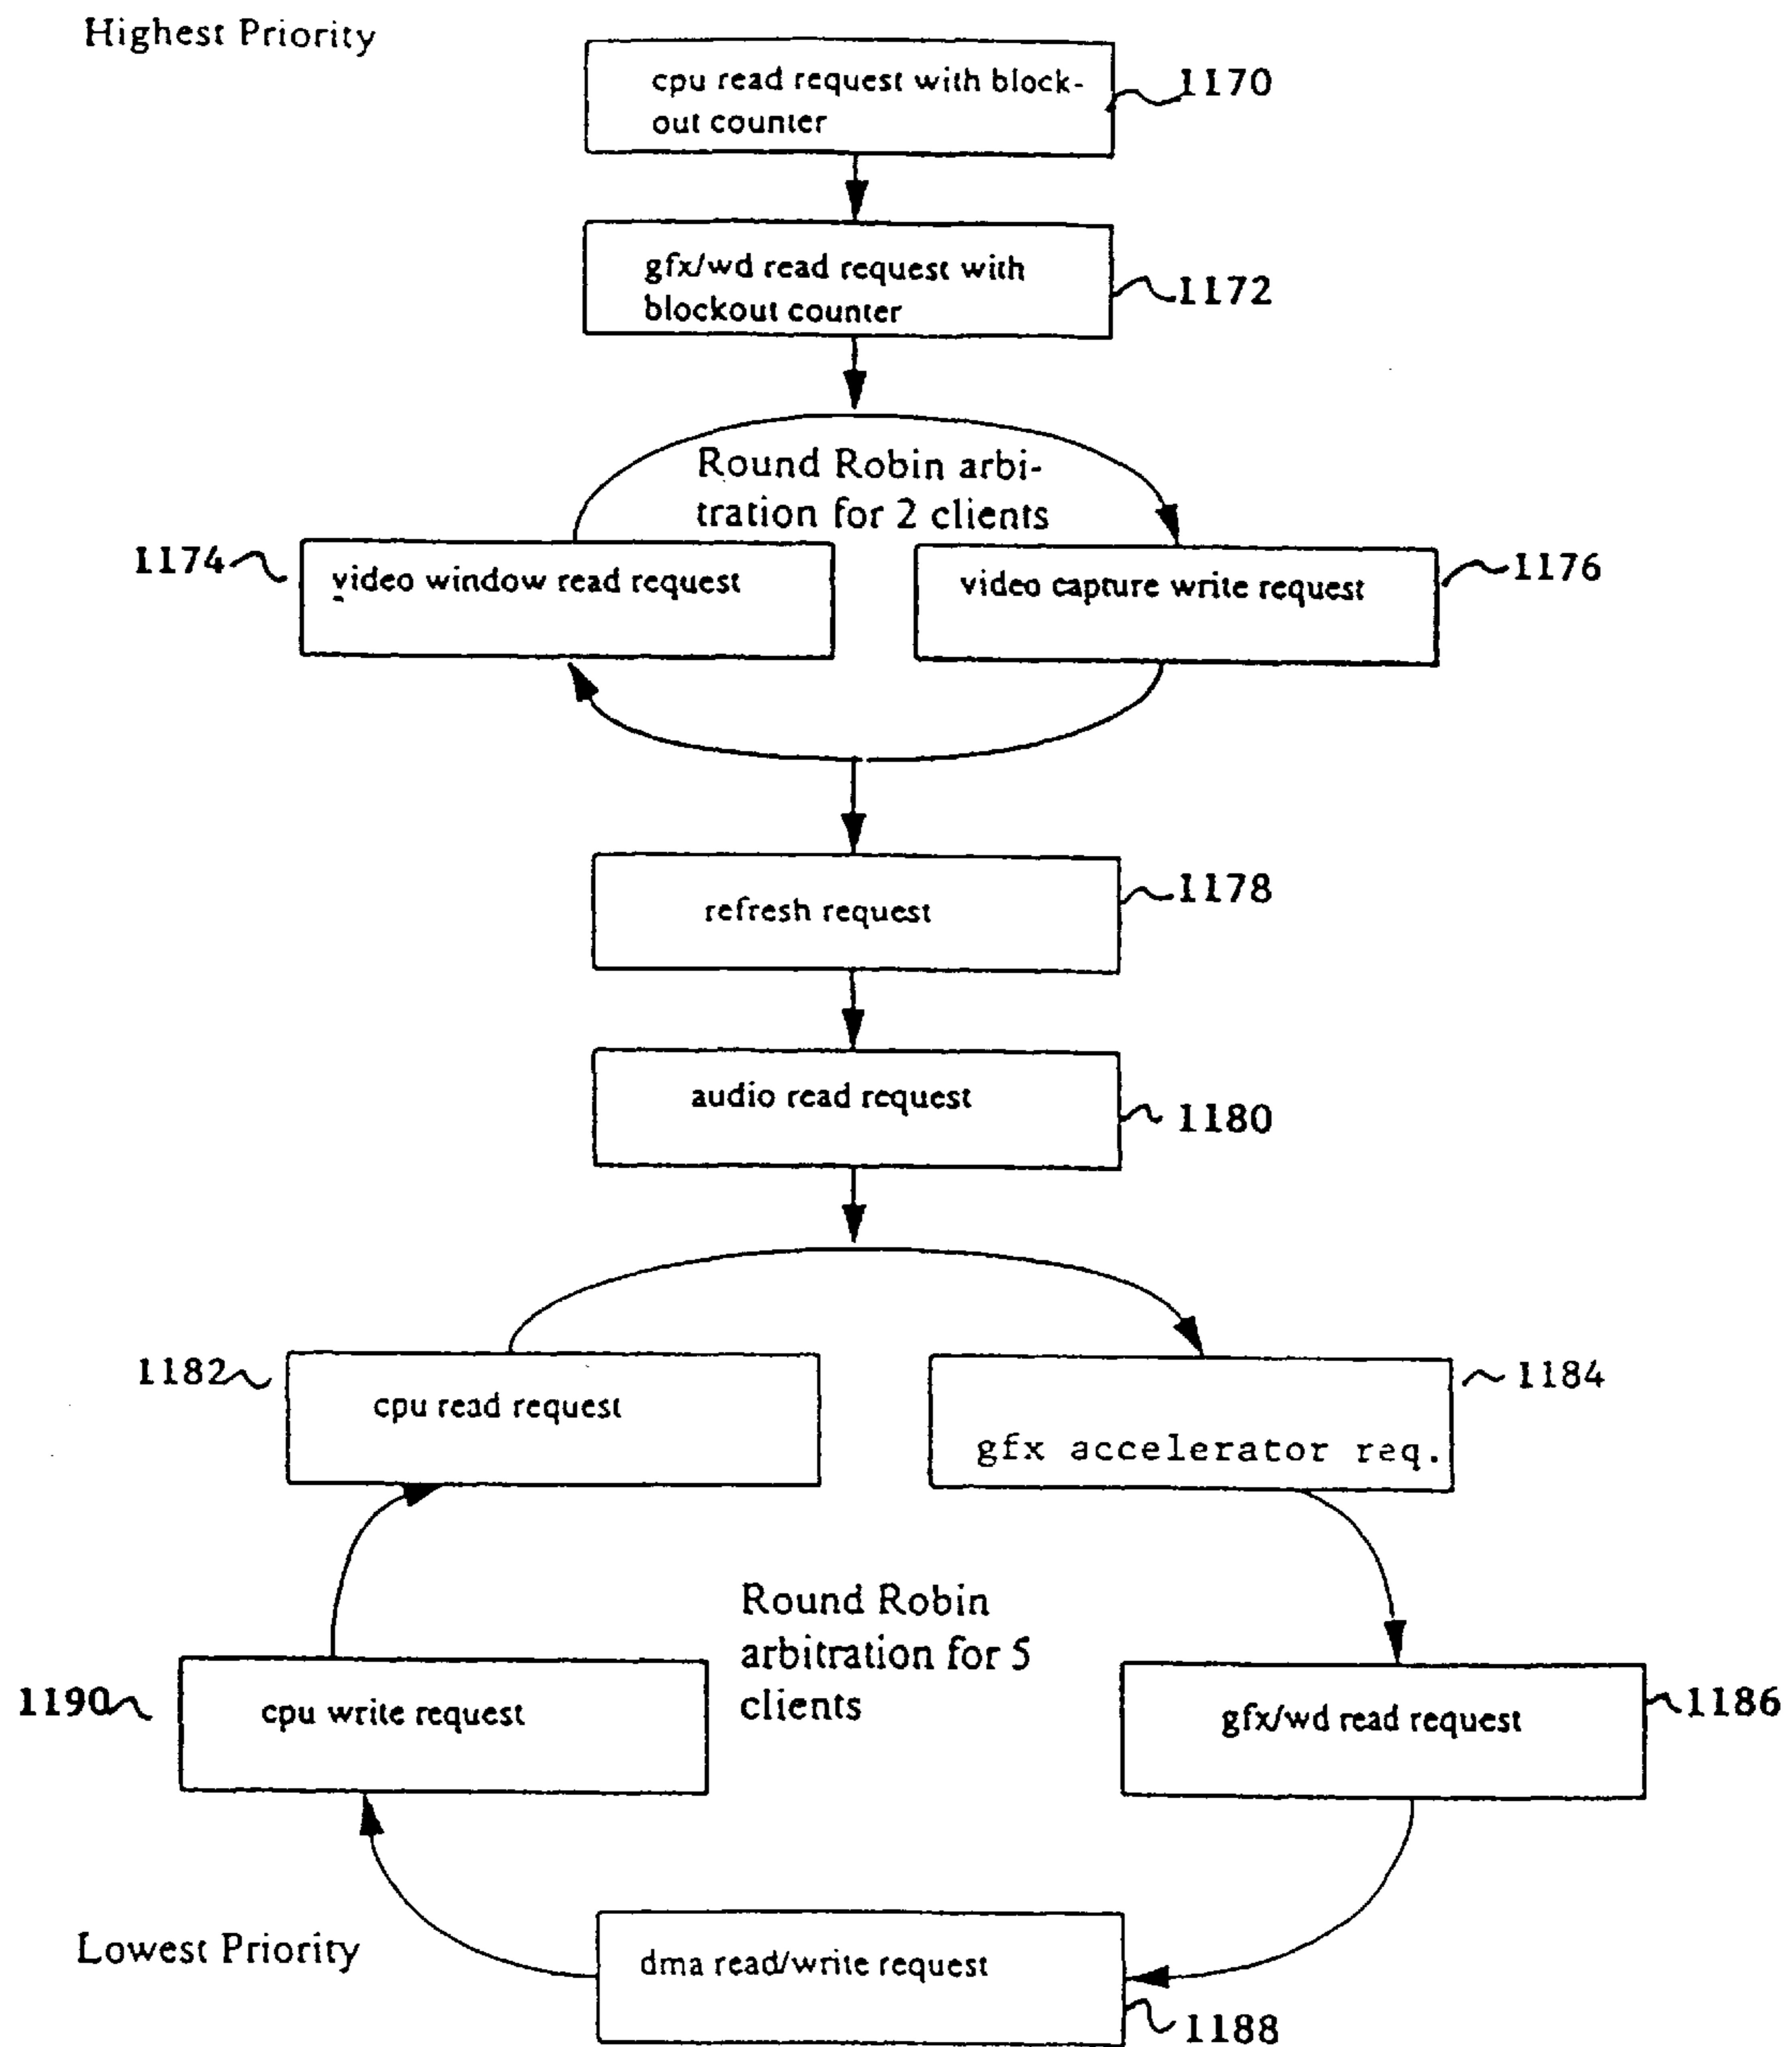 Highest Priority
cpu read request with block-
out counter
1170
gfx/wd read request with
blockout counter
1172
Round Robin arbi-
tration for 2 clients
1174
video window read request
video capture write request
1176
refresh request
1178
audio read request
1180
1182
cpu read request
gfx accelerator req.
1184
Round Robin
arbitration for 5
clients
1190
cpu write request
gfx/wd read request
1186
Lowest Priority
dma read/write request
1188